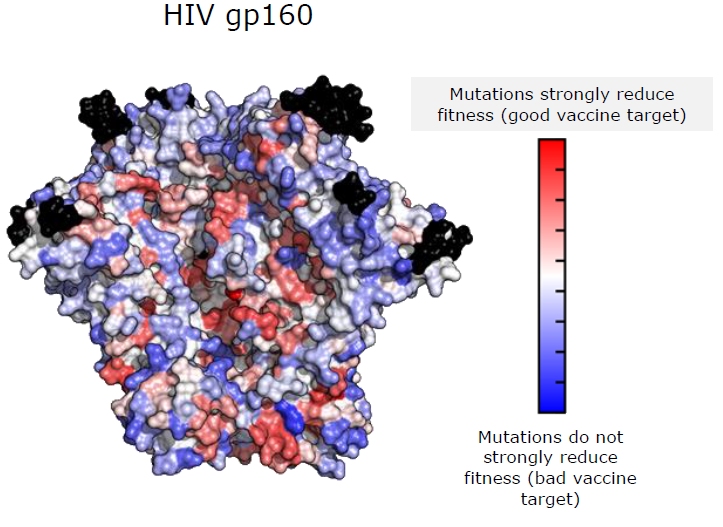 HIV gp160
Mutations strongly reduce
fitness (good vaccine target)
Mutations do not
strongly reduce
fitness (bad vaccine
target)